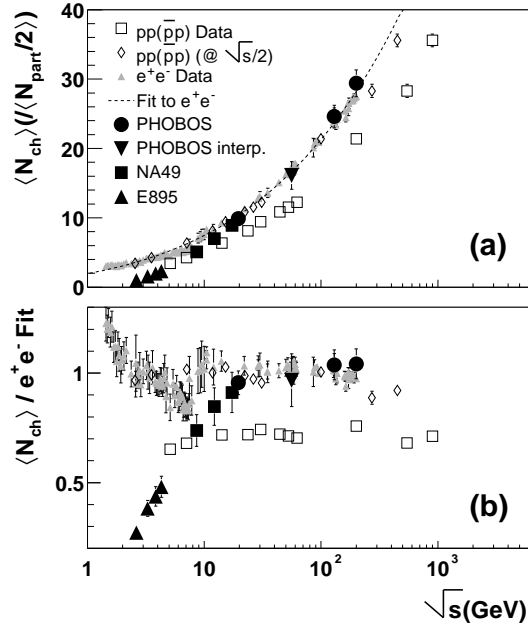 ⟨N_ch⟩(/⟨N_part/2⟩)
40
30
20
10
0
pp(p̅p) Data
pp(p̅p) (@ √s/2)
e⁺e⁻ Data
Fit to e⁺e⁻
PHOBOS
PHOBOS interp.
NA49
E895
(a)
⟨N_ch⟩ / e⁺e⁻ Fit
1
0.5
(b)
1
10
10²
10³
√s(GeV)